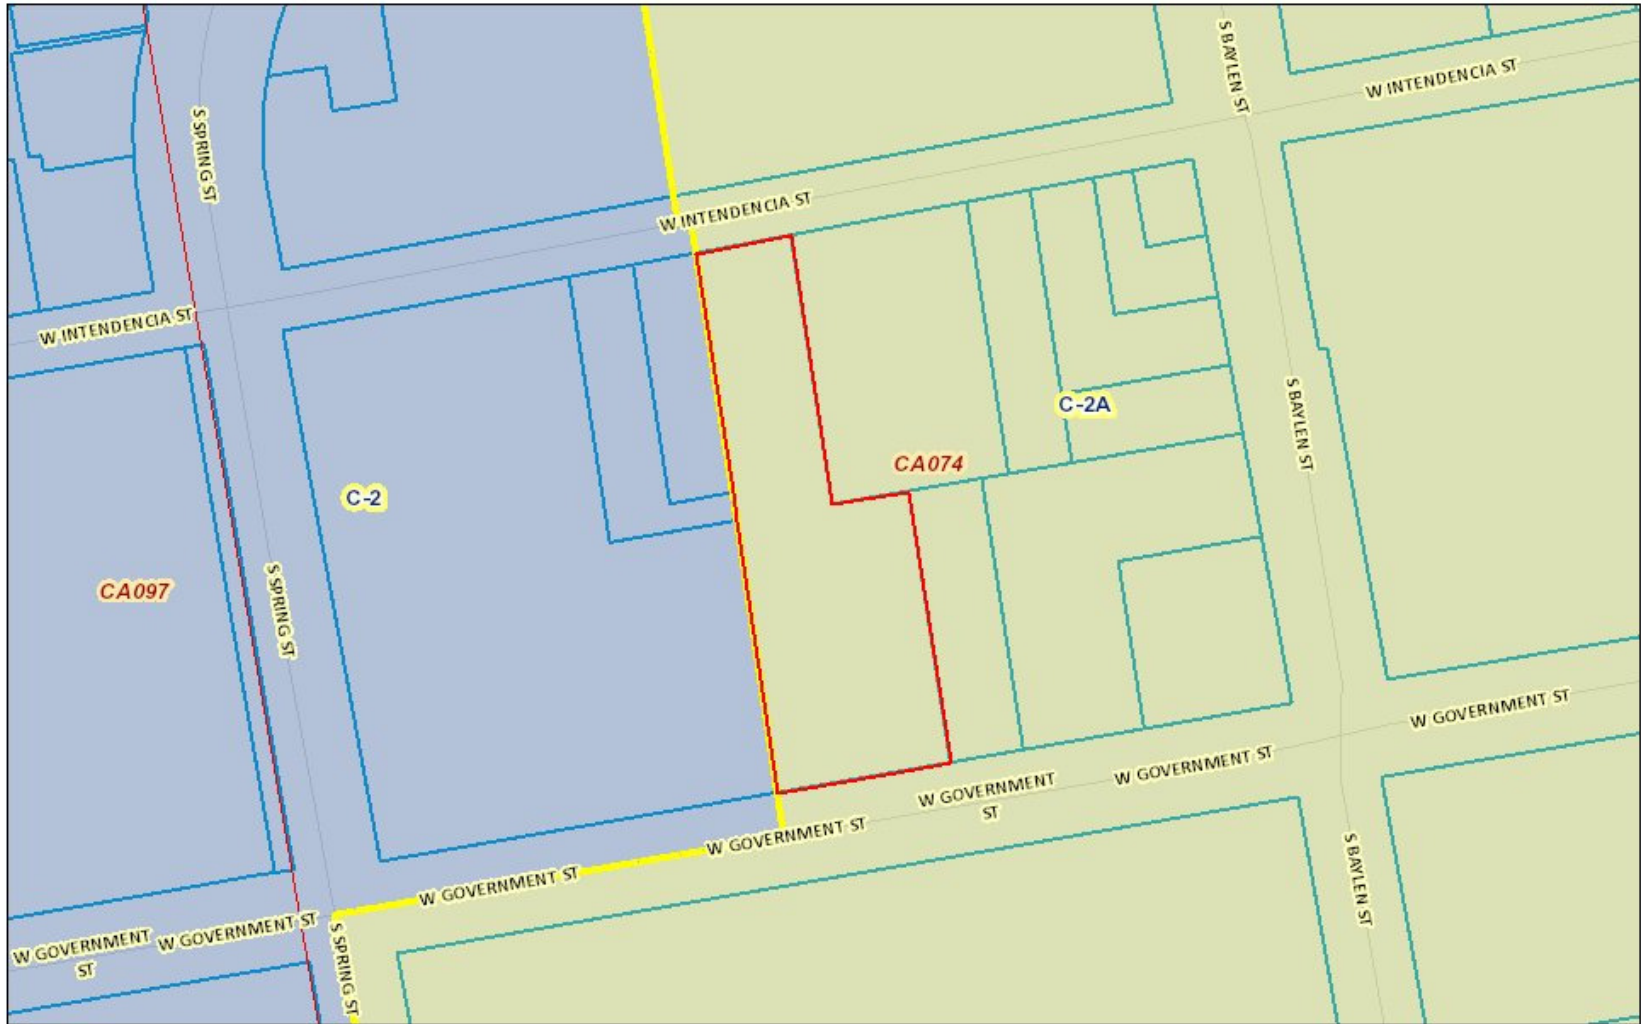 S BAYLEN ST
W INTENDENCIA ST
S SPRING ST
W INTENDENCIA ST
W INTENDENCIA ST
C-2A
S BAYLEN ST
CA074
C-2
CA097
S SPRING ST
W GOVERNMENT ST
W GOVERNMENT ST
W GOVERNMENT
ST
W GOVERNMENT ST
S BAYLEN ST
W GOVERNMENT ST
W GOVERNMENT ST
W GOVERNMENT
ST
S SPRING ST